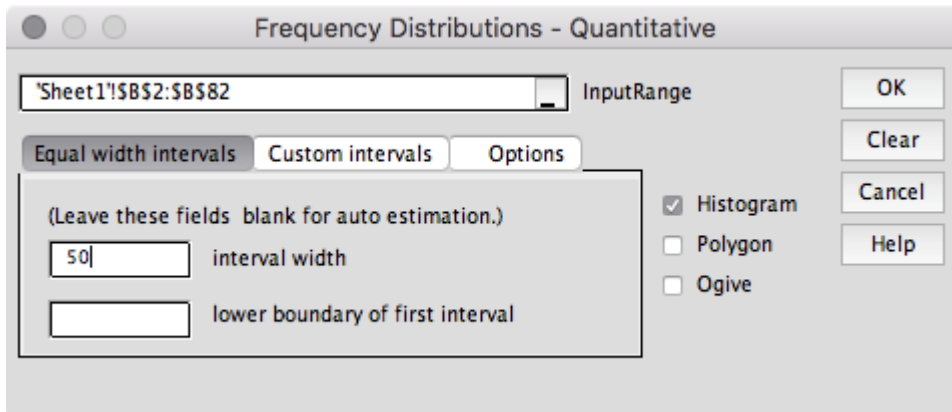 Frequency Distributions - Quantitative
'Sheet1'!$B$2:$B$82
InputRange
OK
Equal width intervals
Custom intervals
Options
Clear
(Leave these fields blank for auto estimation.)
Histogram
Cancel
50
interval width
Polygon
Help
Ogive
lower boundary of first interval